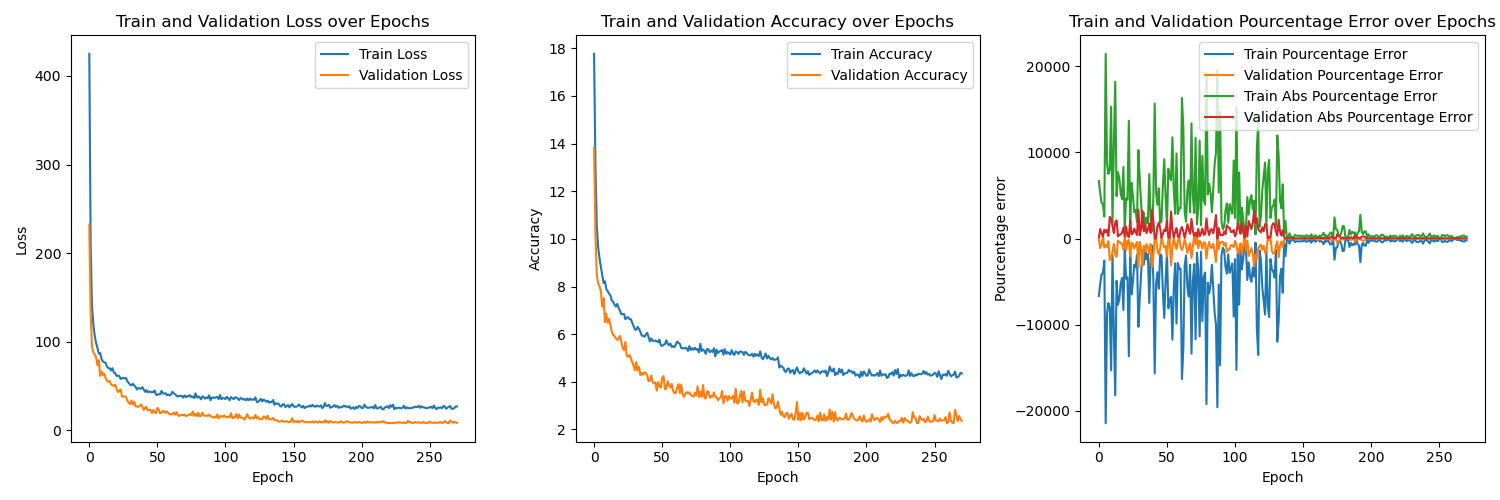 Train and Validation Loss over Epochs
Train Loss
Validation Loss
400
300
200
100
0
Loss
0 50 100 150 200 250
Epoch
Train and Validation Accuracy over Epochs
Train Accuracy
Validation Accuracy
18
16
14
12
10
8
6
4
2
Accuracy
0 50 100 150 200 250
Epoch
Train and Validation Pourcentage Error over Epochs
Train Pourcentage Error
Validation Pourcentage Error
Train Abs Pourcentage Error
Validation Abs Pourcentage Error
20000
10000
0
−10000
−20000
Pourcentage error
0 50 100 150 200 250
Epoch